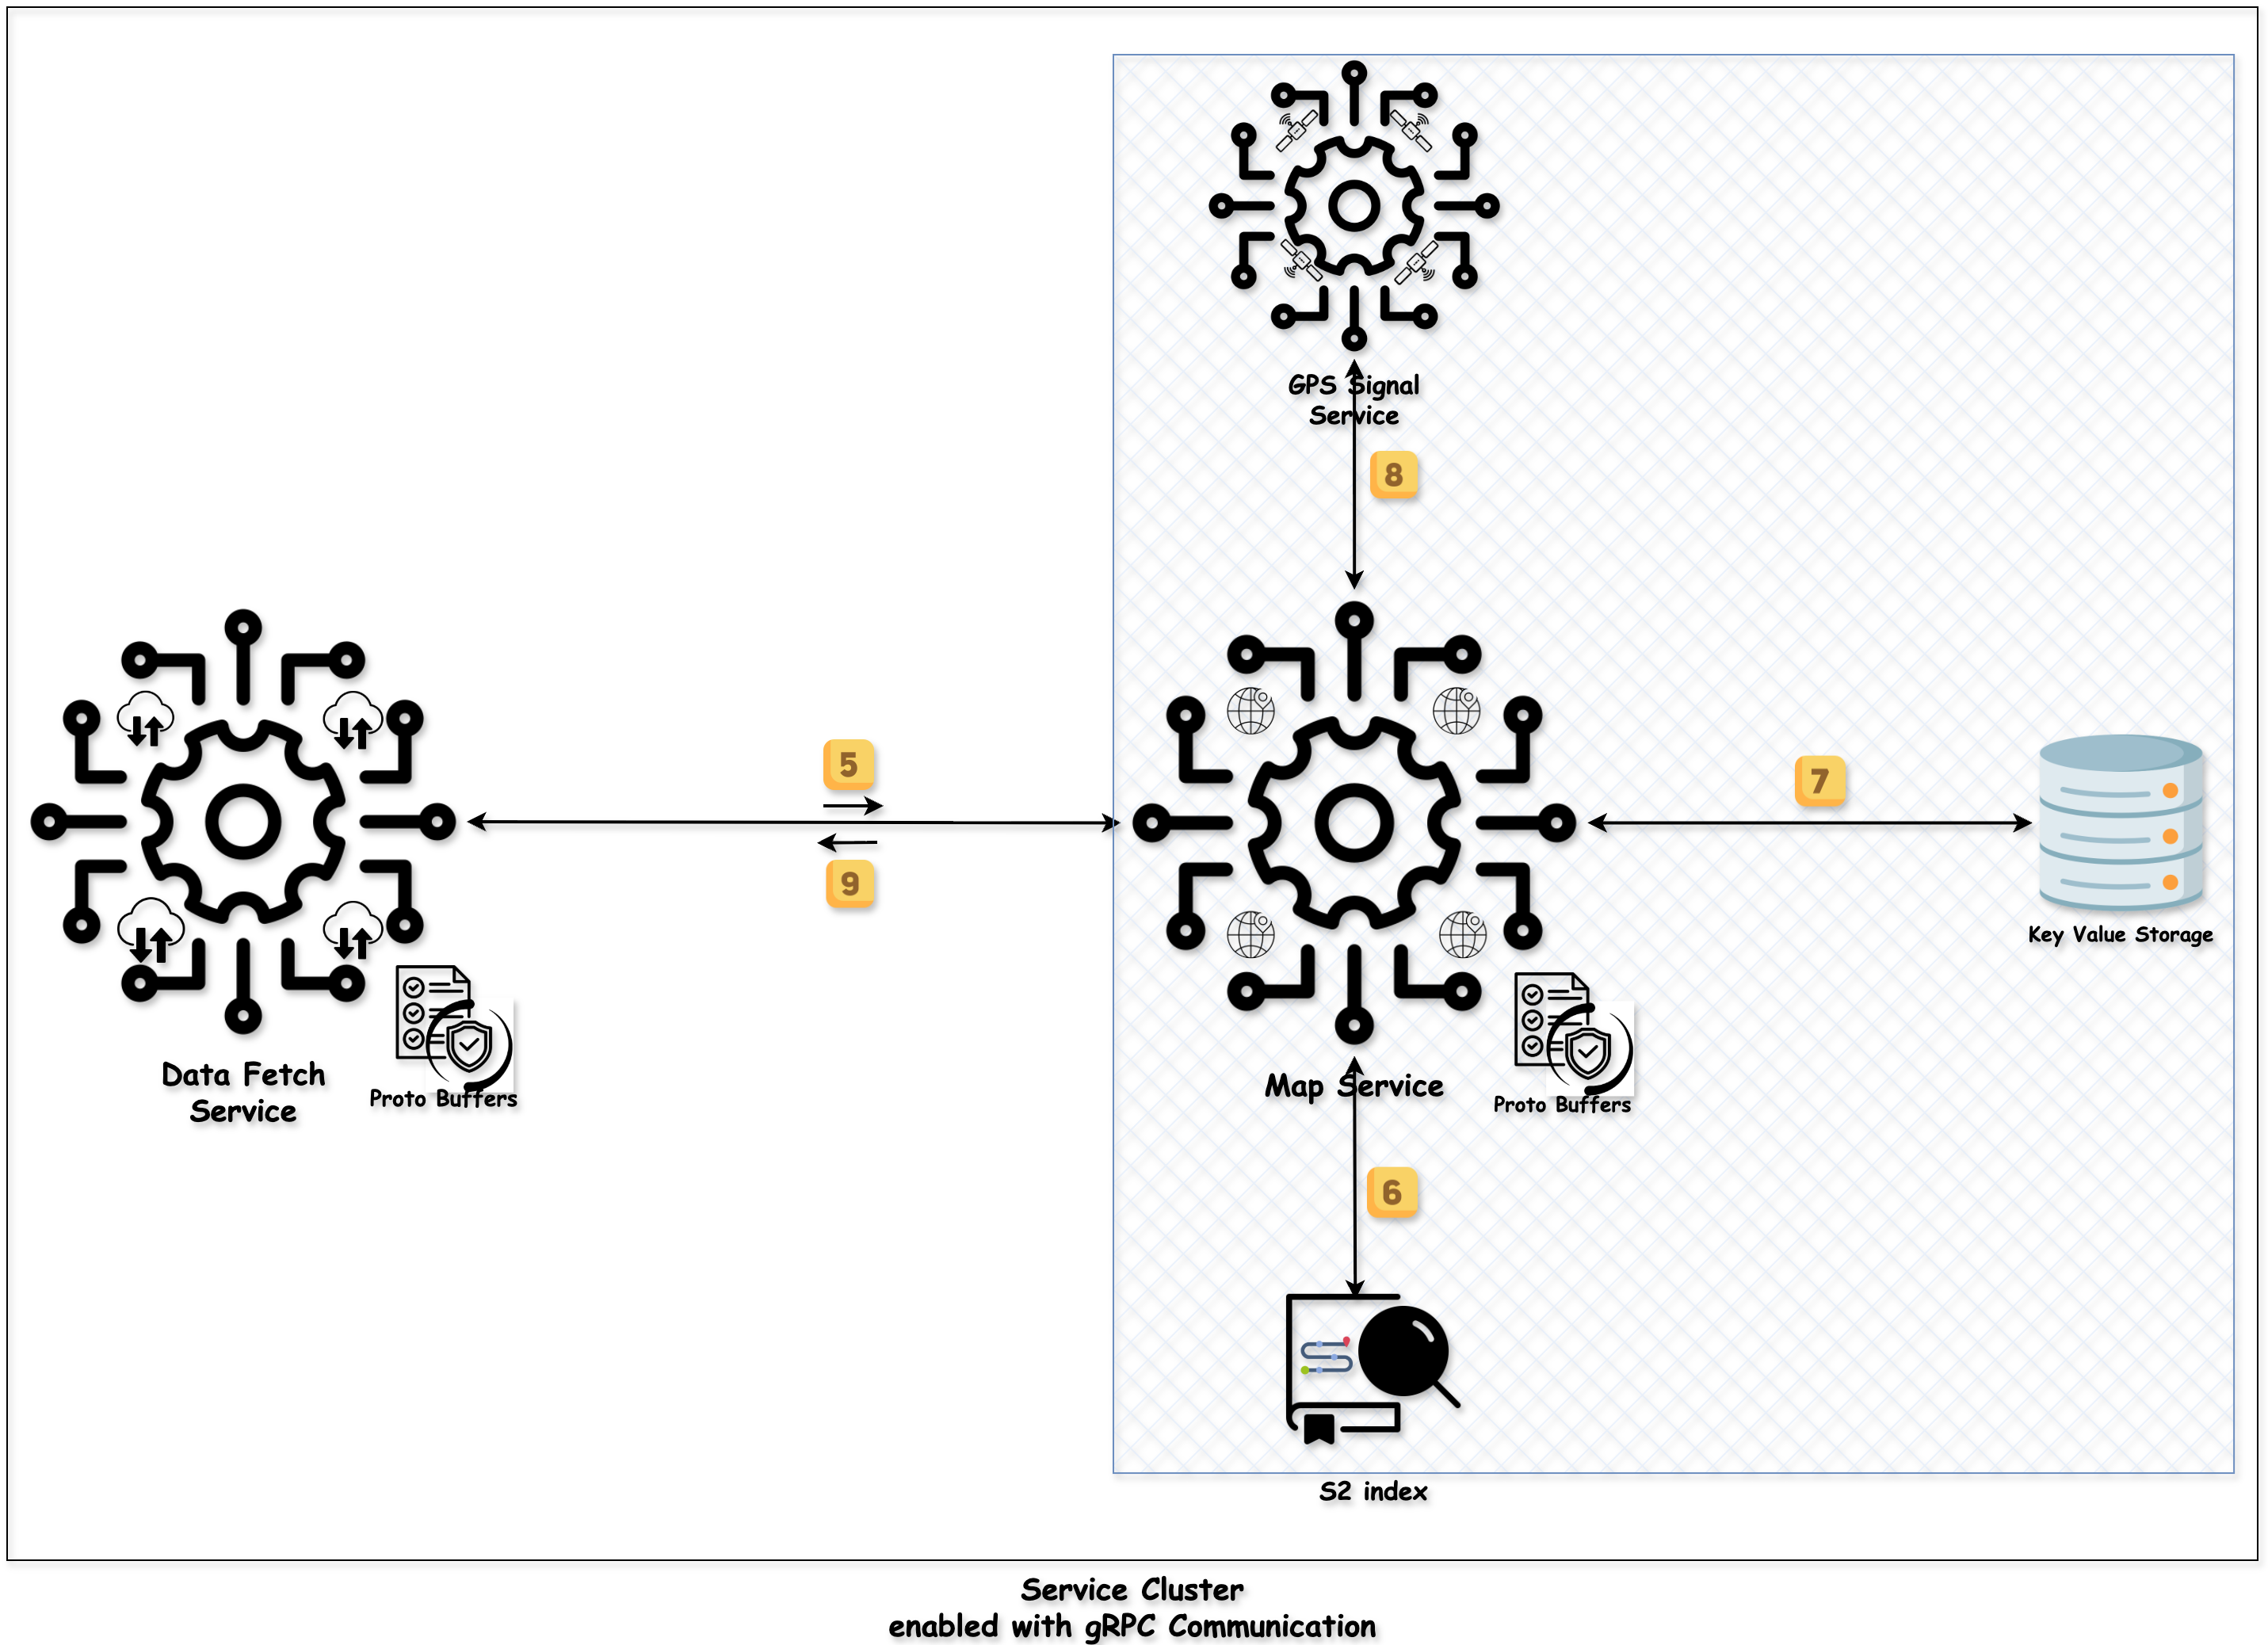 GPS Signal
Service
8
5
7
9
Key Value Storage
Data Fetch
Service
Proto Buffers
Map Service
Proto Buffers
6
S2 index
Service Cluster
enabled with gRPC Communication